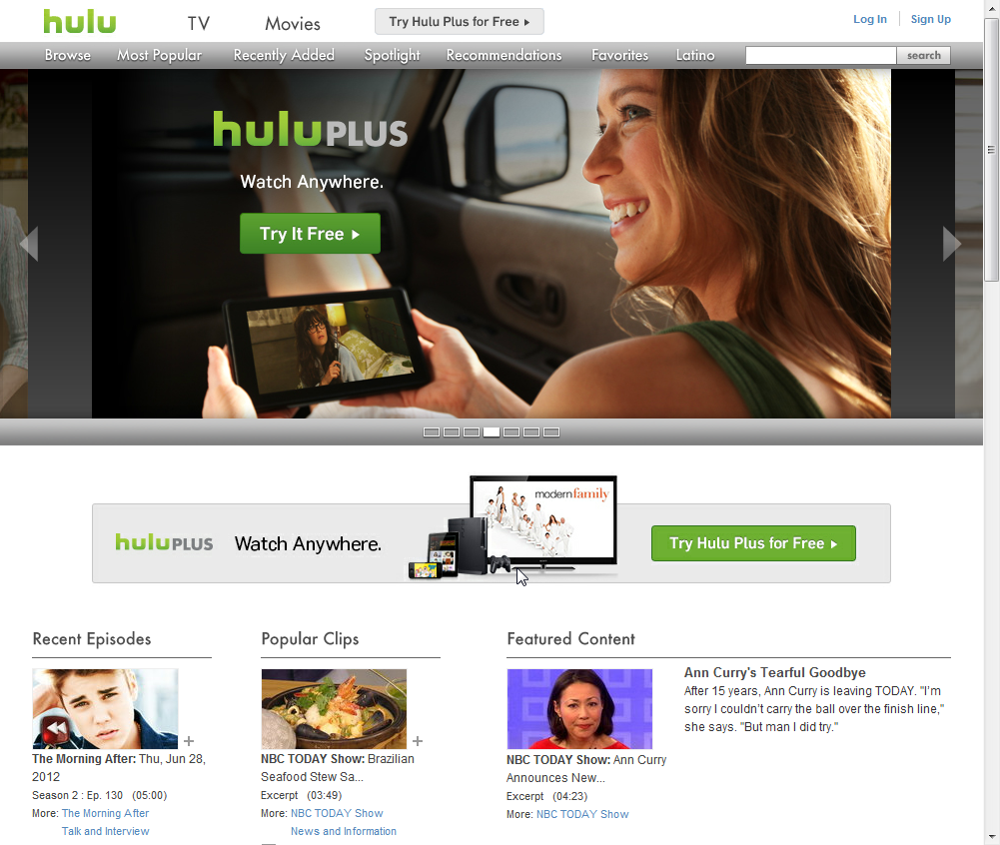 hulu
TV
Movies
Try Hulu Plus for Free
Log In
Sign Up
Browse
Most Popular
Recently Added
Spotlight
Recommendations
Favorites
Latino
search
huluPLUS
Watch Anywhere.
Try It Free
modernfamily
huluPLUS
Watch Anywhere.
Try Hulu Plus for Free
Recent Episodes
The Morning After: Thu, Jun 28,
2012
Season 2 : Ep. 130 (05:00)
More: The Morning After
Talk and Interview
Popular Clips
NBC TODAY Show: Brazilian
Seafood Stew Sa...
Excerpt (03:49)
More: NBC TODAY Show
News and Information
Featured Content
NBC TODAY Show: Ann Curry
Announces New...
Excerpt (04:23)
More: NBC TODAY Show
Ann Curry's Tearful Goodbye
After 15 years, Ann Curry is leaving TODAY. "I'm
sorry I couldn't carry the ball over the finish line,"
she says. "But man I did try."